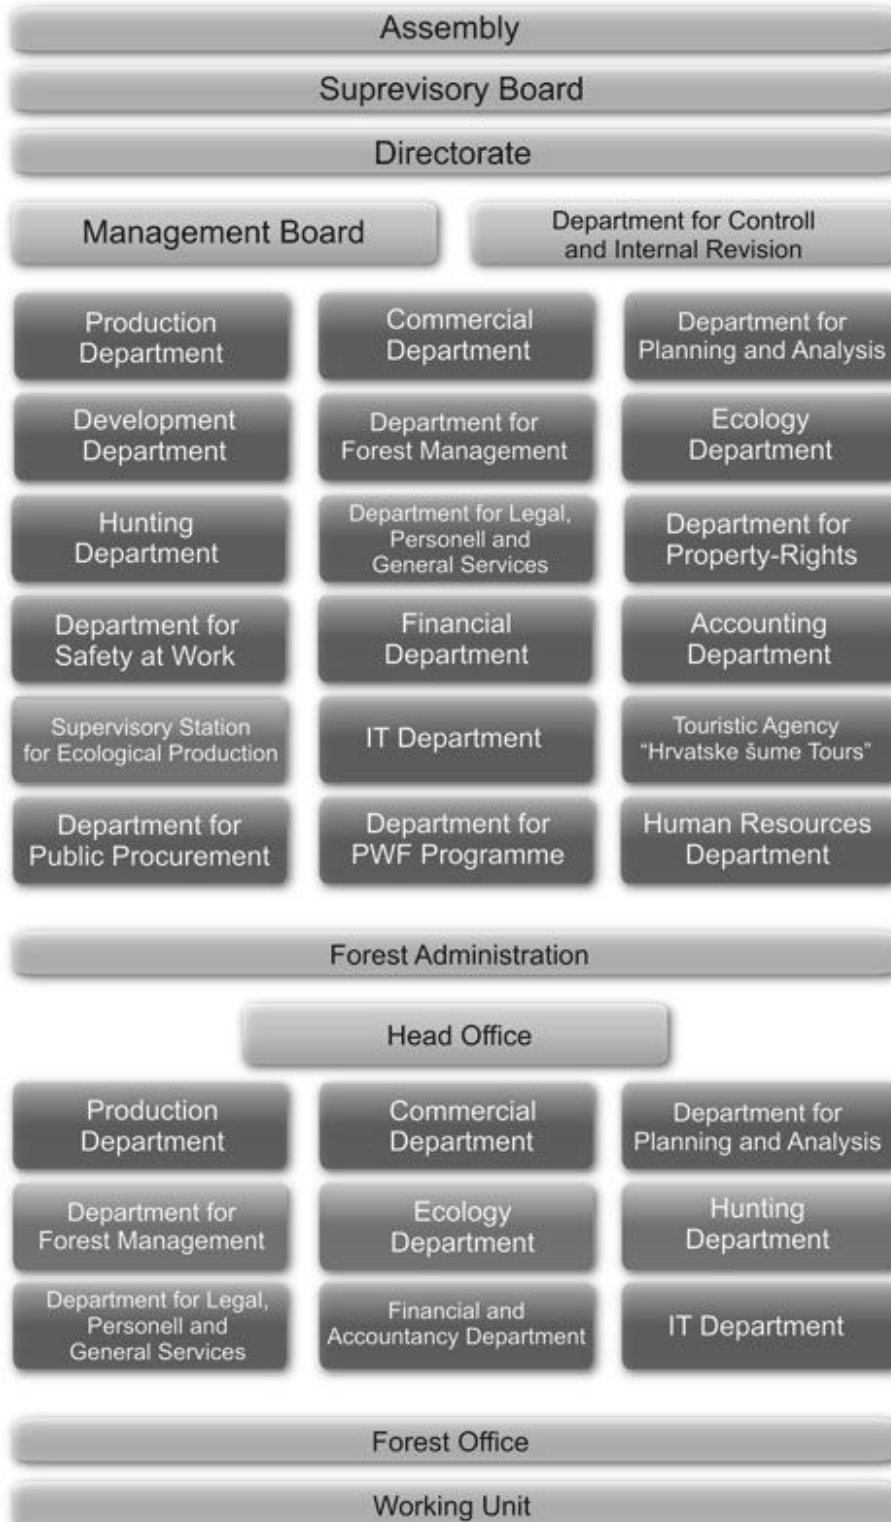 Assembly
Suprevisory Board
Directorate
Management Board
Department for Controll
and Internal Revision
Production
Department
Commercial
Department
Department for
Planning and Analysis
Development
Department
Department for
Forest Management
Ecology
Department
Hunting
Department
Department for Legal,
Personell and
General Services
Department for
Property-Rights
Department for
Safety at Work
Financial
Department
Accounting
Department
Supervisory Station
for Ecological Production
IT Department
Touristic Agency
“Hrvatske šume Tours”
Department for
Public Procurement
Department for
PWF Programme
Human Resources
Department
Forest Administration
Head Office
Production
Department
Commercial
Department
Department for
Planning and Analysis
Department for
Forest Management
Ecology
Department
Hunting
Department
Department for Legal,
Personell and
General Services
Financial and
Accountancy Department
IT Department
Forest Office
Working Unit